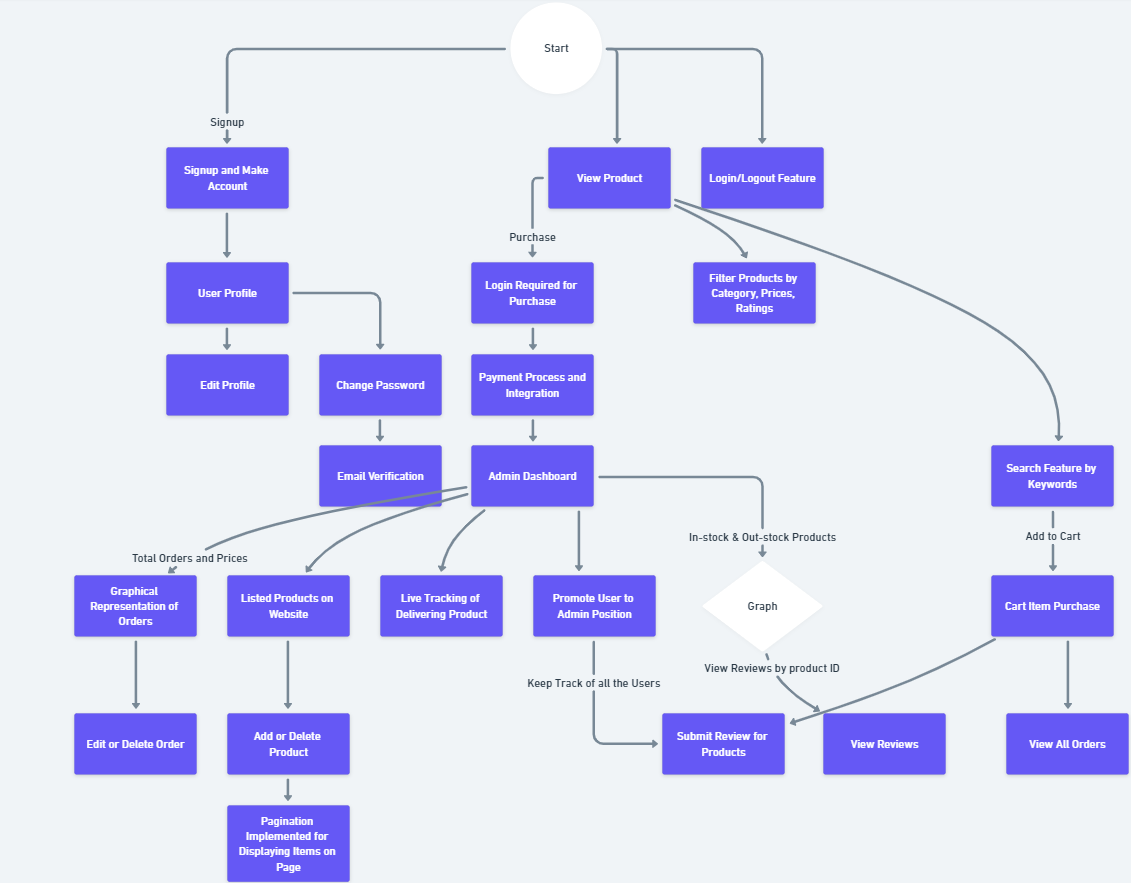 Start
Signup
Signup and Make
Account
View Product
Login/Logout Feature
Purchase
User Profile
Login Required for
Purchase
Filter Products by
Category, Prices,
Ratings
Edit Profile
Change Password
Payment Process and
Integration
Email Verification
Admin Dashboard
Search Feature by
Keywords
In-stock & Out-stock Products
Add to Cart
Total Orders and Prices
Graphical
Representation of
Orders
Listed Products on
Website
Live Tracking of
Delivering Product
Promote User to
Admin Position
Graph
Cart Item Purchase
View Reviews by product ID
Keep Track of all the Users
Edit or Delete Order
Add or Delete
Product
Submit Review for
Products
View Reviews
View All Orders
Pagination
Implemented for
Displaying Items on
Page